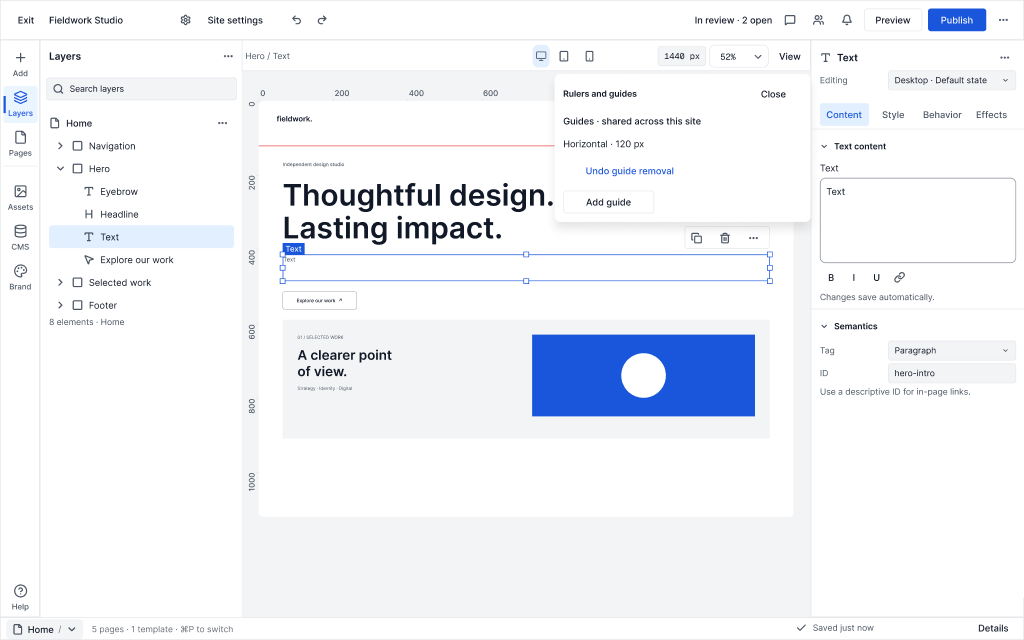 Exit Fieldwork Studio Site settings In review · 2 open Preview Publish
Add
Layers
Pages
Assets
CMS
Brand
Help
Layers
Search layers
Home
Navigation
Hero
Eyebrow
Headline
Text
Explore our work
Selected work
Footer
8 elements · Home
Hero / Text 1440 px 52% View
0 200 400 600
0
200
400
600
800
1000
fieldwork.
Independent design studio
Thoughtful design.
Lasting impact.
Text
Text
Explore our work ↗
01 / SELECTED WORK
A clearer point
of view.
Strategy · Identity · Digital
Rulers and guides Close
Guides · shared across this site
Horizontal · 120 px
Undo guide removal
Add guide
Text
Editing Desktop · Default state
Content Style Behavior Effects
Text content
Text
Text
B I U
Changes save automatically.
Semantics
Tag Paragraph
ID hero-intro
Use a descriptive ID for in-page links.
Home / 5 pages · 1 template · ⌘P to switch Saved just now Details